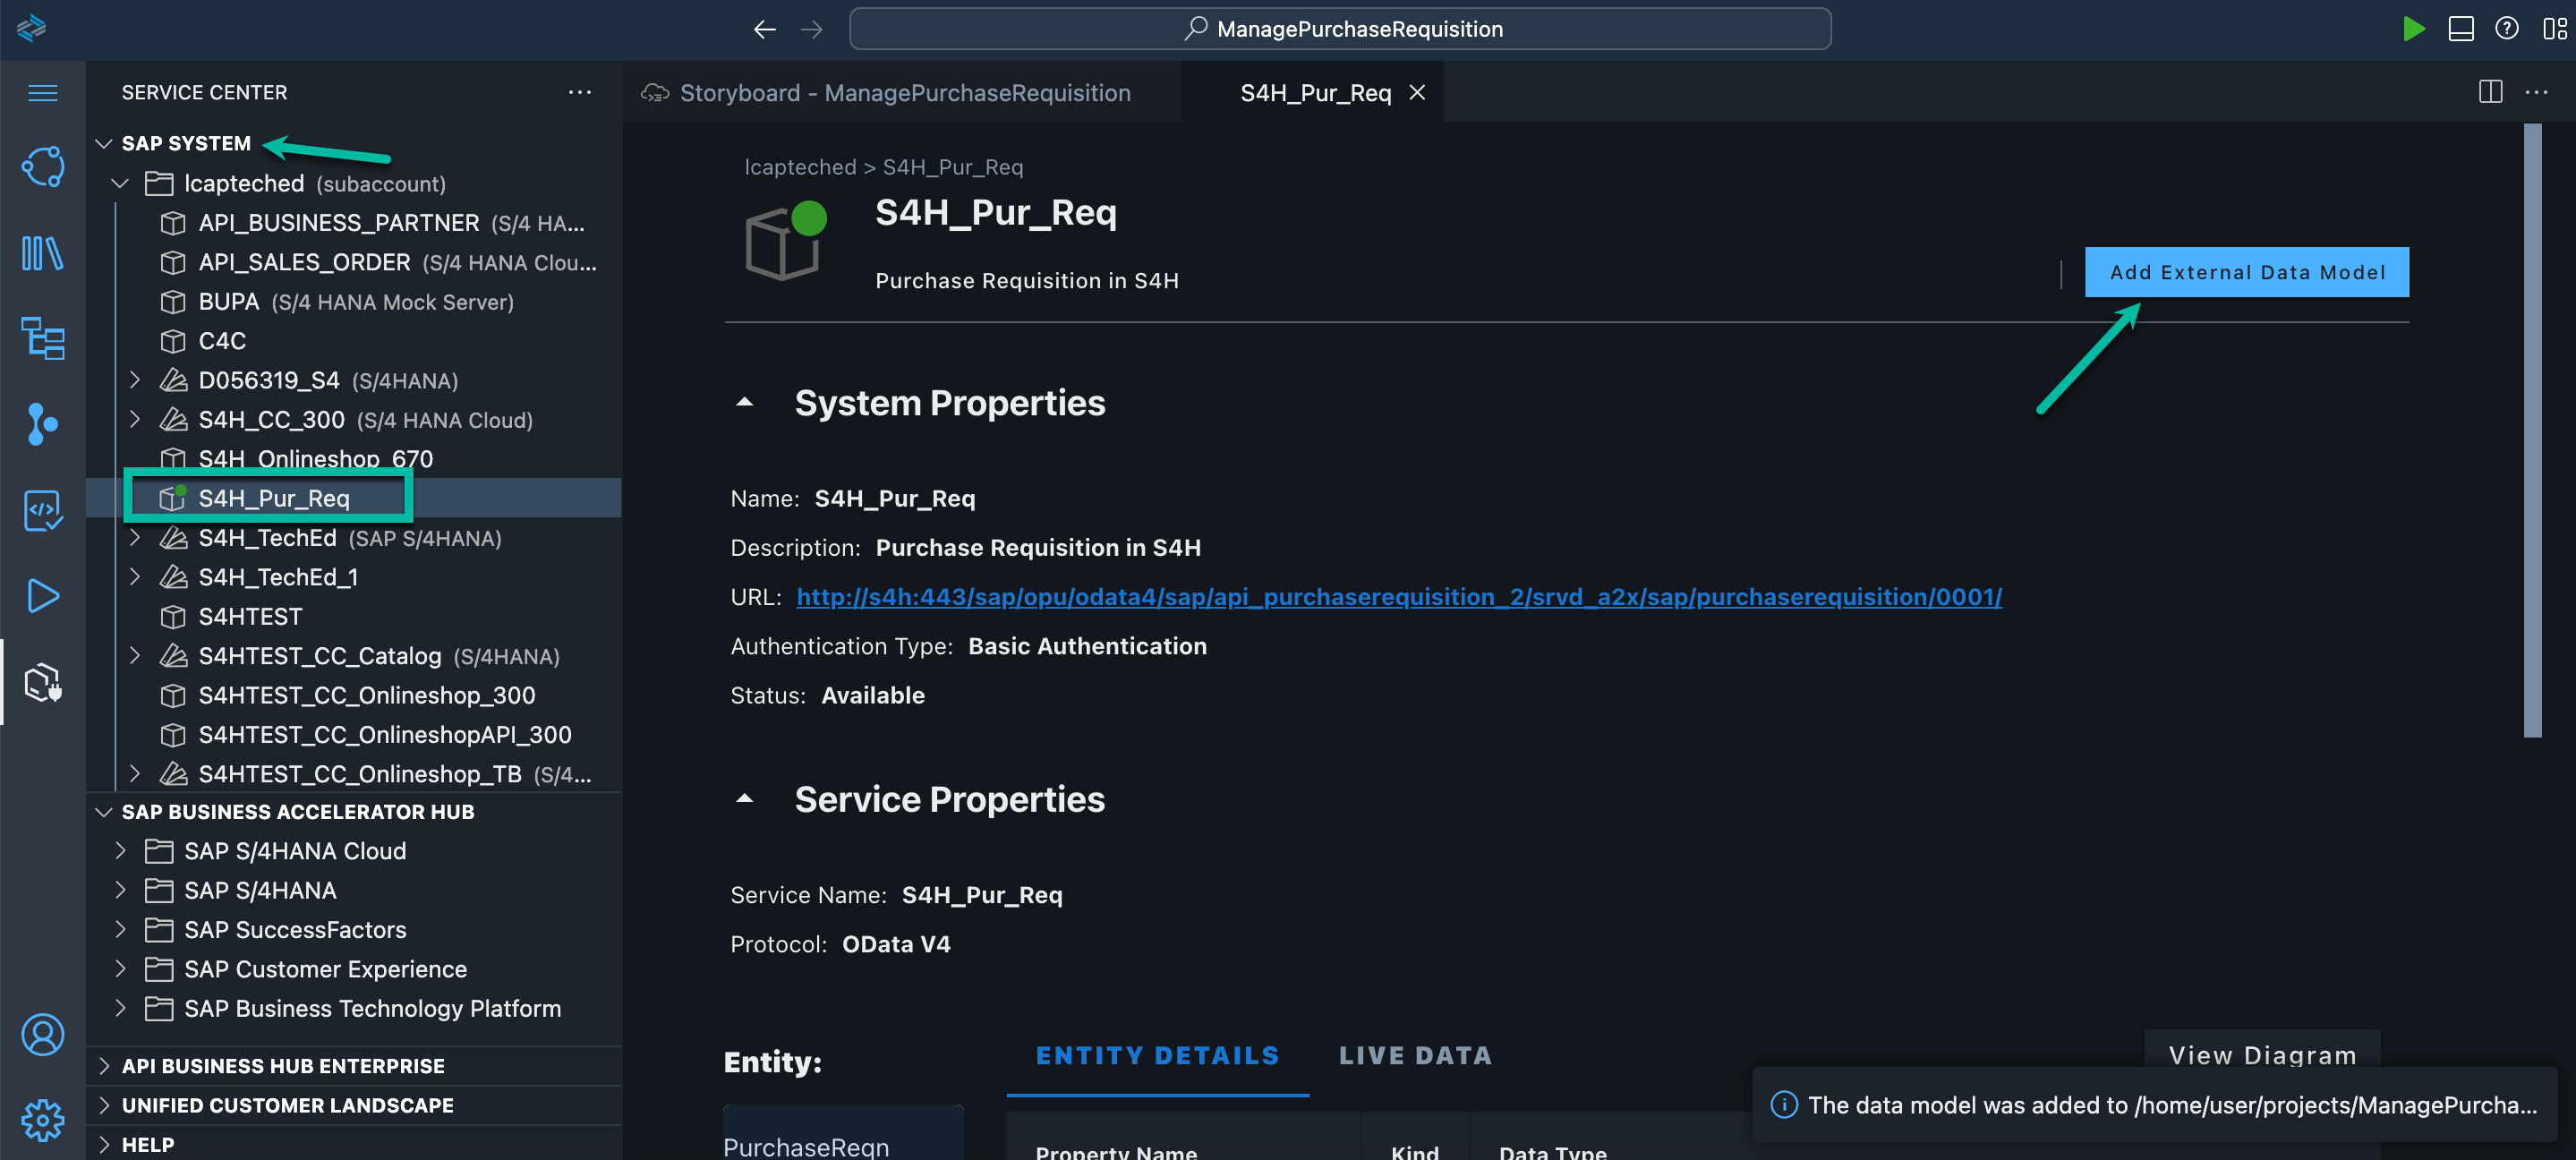 ManagePurchaseRequisition
SERVICE CENTER
SAP SYSTEM
lcapteched (subaccount)
API_BUSINESS_PARTNER (S/4 HA...
API_SALES_ORDER (S/4 HANA Clou...
BUPA (S/4 HANA Mock Server)
C4C
D056319_S4 (S/4HANA)
S4H_CC_300 (S/4 HANA Cloud)
S4H_Onlineshop_670
S4H_Pur_Req
S4H_TechEd (SAP S/4HANA)
S4H_TechEd_1
S4HTEST
S4HTEST_CC_Catalog (S/4HANA)
S4HTEST_CC_Onlineshop_300
S4HTEST_CC_OnlineshopAPI_300
S4HTEST_CC_Onlineshop_TB (S/4...
SAP BUSINESS ACCELERATOR HUB
SAP S/4HANA Cloud
SAP S/4HANA
SAP SuccessFactors
SAP Customer Experience
SAP Business Technology Platform
API BUSINESS HUB ENTERPRISE
UNIFIED CUSTOMER LANDSCAPE
HELP
Storyboard - ManagePurchaseRequisition
S4H_Pur_Req
lcapteched > S4H_Pur_Req
S4H_Pur_Req
Purchase Requisition in S4H
Add External Data Model
System Properties
Name: S4H_Pur_Req
Description: Purchase Requisition in S4H
URL: http://s4h:443/sap/opu/odata4/sap/api_purchaserequisition_2/srvd_a2x/sap/purchaserequisition/0001/
Authentication Type: Basic Authentication
Status: Available
Service Properties
Service Name: S4H_Pur_Req
Protocol: OData V4
Entity:
ENTITY DETAILS
LIVE DATA
View Diagram
PurchaseReqn
Property Name
Kind
Data Type
The data model was added to /home/user/projects/ManagePurcha...